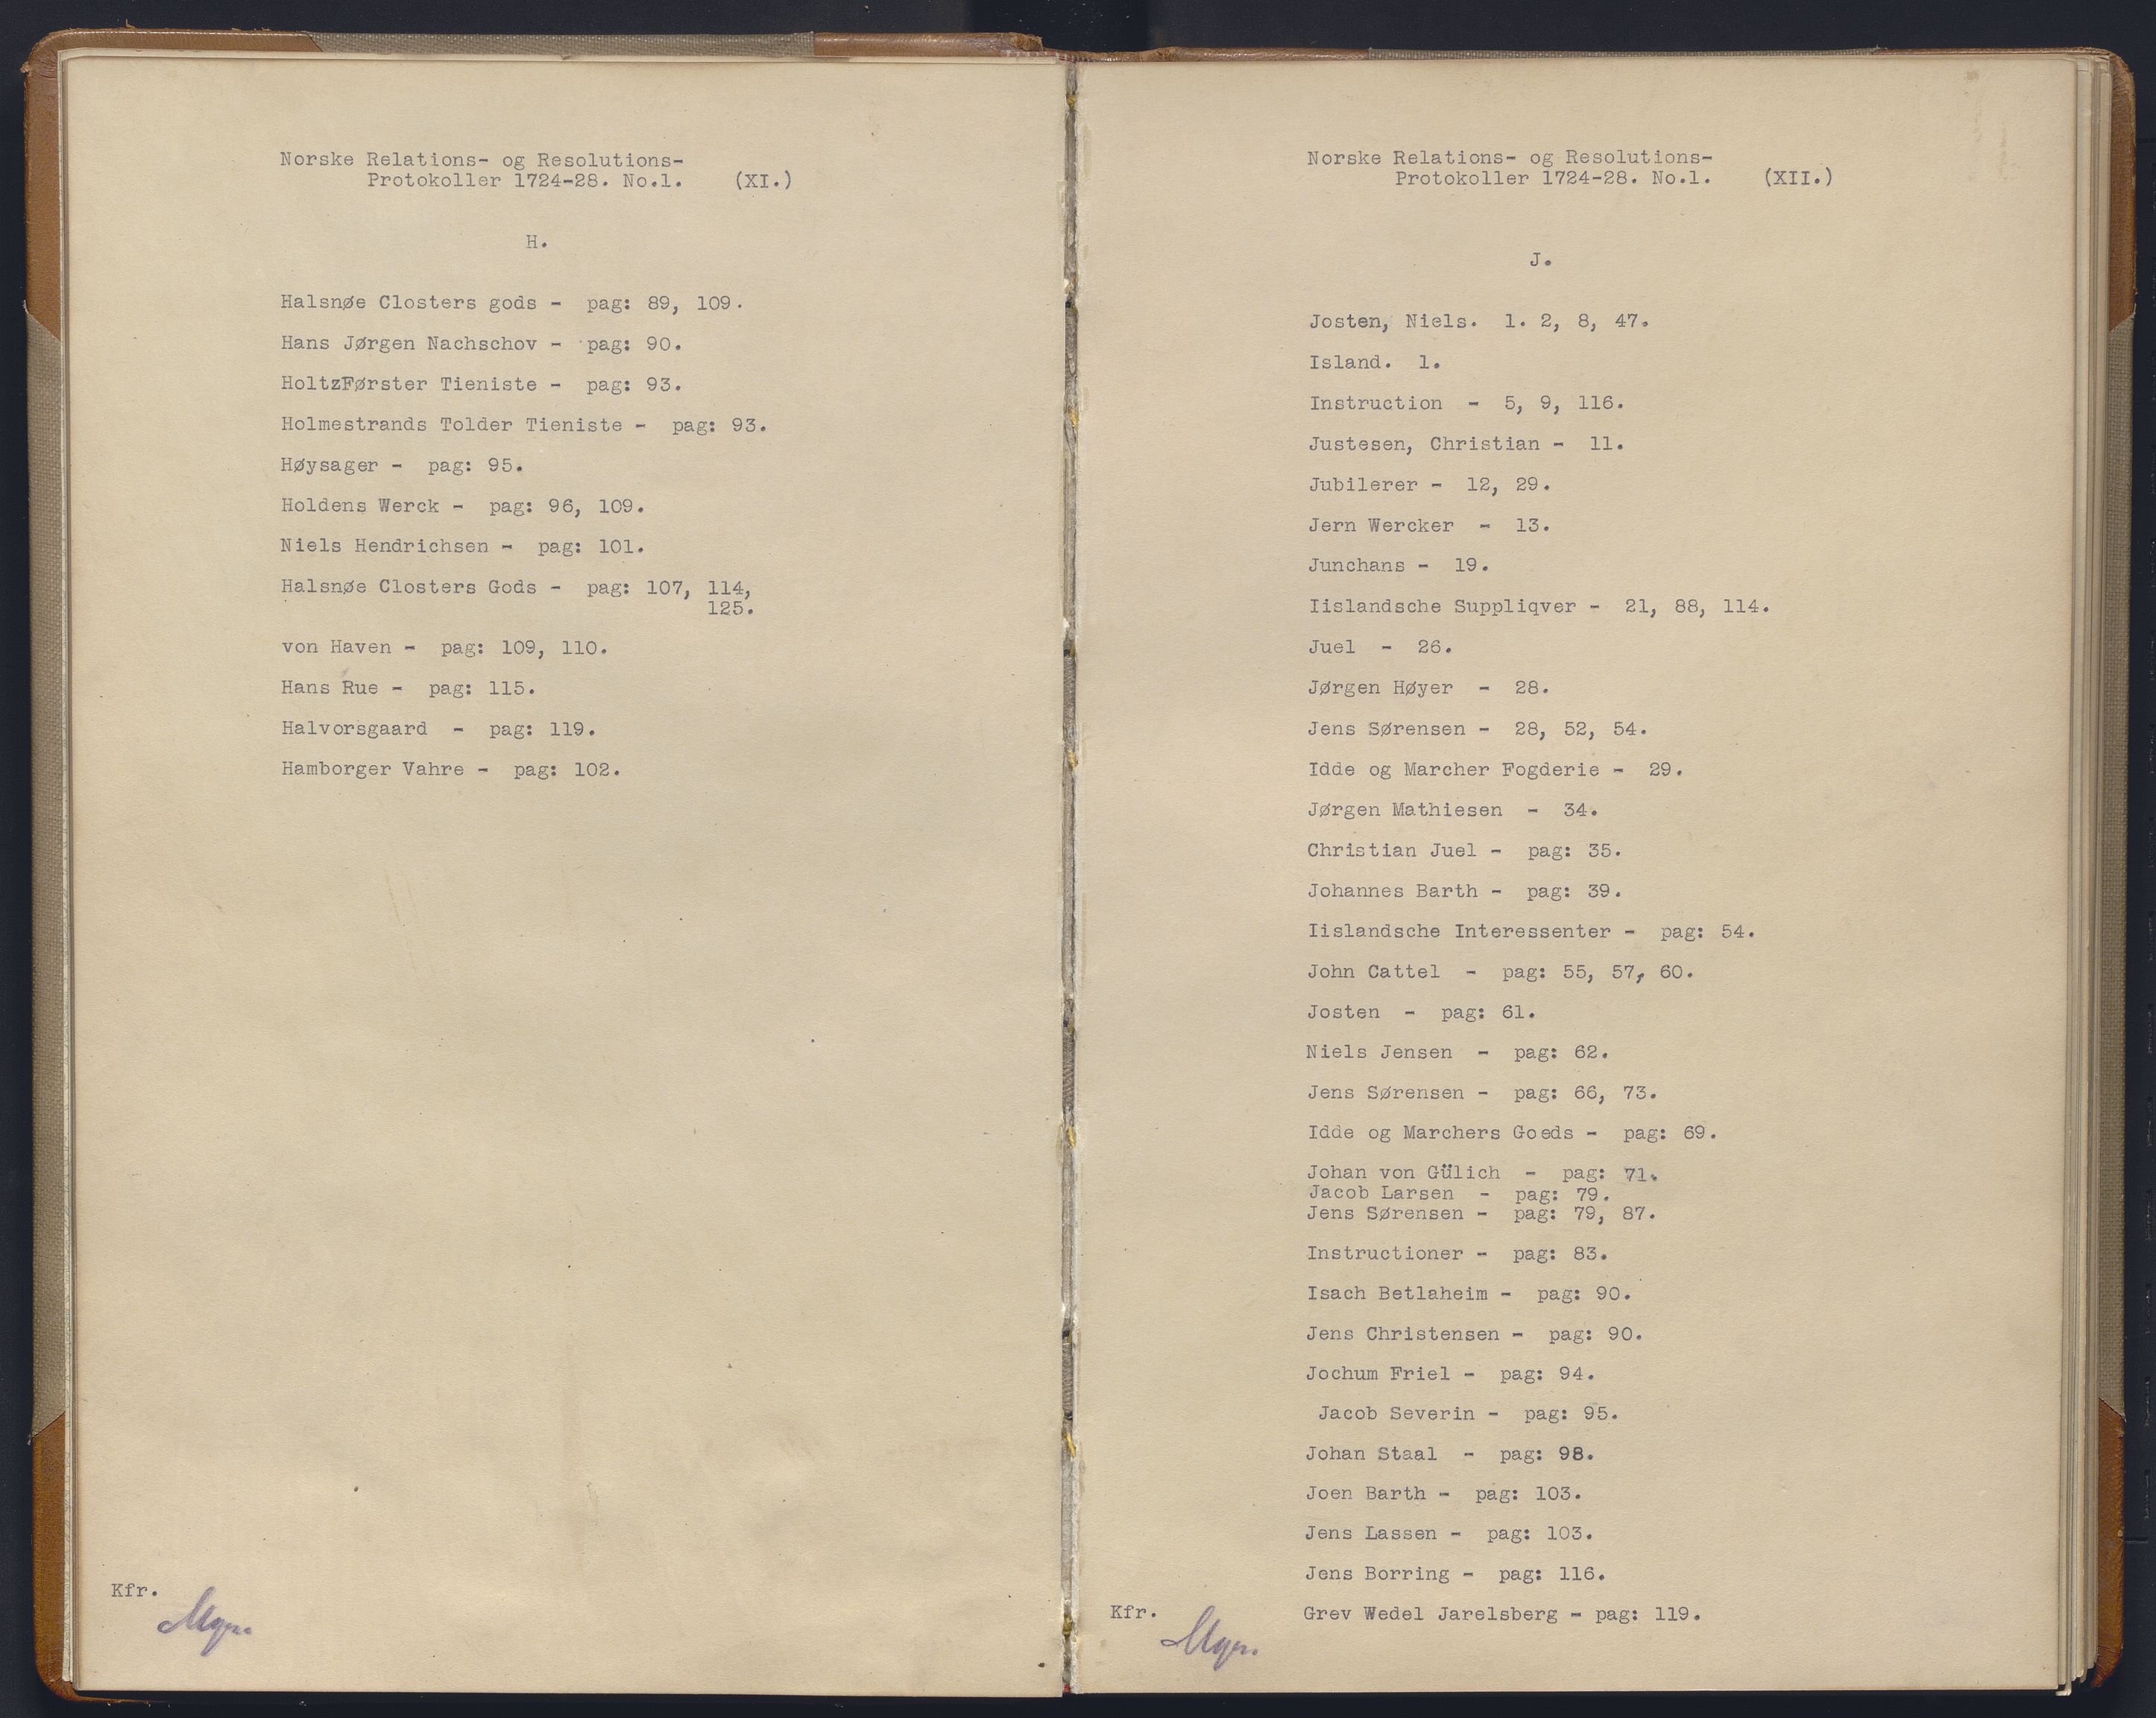 Norske Relations- og Resolutions-
Protokoller 1724-28. No.1. (XI.)
H.
Halsnøe Closters gods - pag: 89, 109.
Hans Jørgen Nachschov - pag: 90.
HoltzFørster Tieniste - pag: 93.
Holmestrands Tolder Tieniste - pag: 93.
Høysager - pag: 95.
Holdens Werck - pag: 96, 109.
Niels Hendrichsen - pag: 101.
Halsnøe Closters Gods - pag: 107, 114,
125.
von Haven - pag: 109, 110.
Hans Rue - pag: 115.
Halvorsgaard - pag: 119.
Hamborger Vahre - pag: 102.
Kfr.
Norske Relations- og Resolutions-
Protokoller 1724-28. No.1. (XII.)
J.
Josten, Niels. 1. 2, 8, 47.
Island. 1.
Instruction - 5, 9, 116.
Justesen, Christian - 11.
Jubilerer - 12, 29.
Jern Wercker - 13.
Junchans - 19.
Iislandsche Suppliqver - 21, 88, 114.
Juel - 26.
Jørgen Høyer - 28.
Jens Sørensen - 28, 52, 54.
Idde og Marcher Fogderie - 29.
Jørgen Mathiesen - 34.
Christian Juel - pag: 35.
Johannes Barth - pag: 39.
Iislandsche Interessenter - pag: 54.
John Cattel - pag: 55, 57, 60.
Josten - pag: 61.
Niels Jensen - pag: 62.
Jens Sørensen - pag: 66, 73.
Idde og Marchers Goeds - pag: 69.
Johan von Gülich - pag: 71.
Jacob Larsen - pag: 79.
Jens Sørensen - pag: 79, 87.
Instructioner - pag: 83.
Isach Betlaheim - pag: 90.
Jens Christensen - pag: 90.
Jochum Friel - pag: 94.
Jacob Severin - pag: 95.
Johan Staal - pag: 98.
Joen Barth - pag: 103.
Jens Lassen - pag: 103.
Jens Borring - pag: 116.
Grev Wedel Jarelsberg - pag: 119.
Kfr.